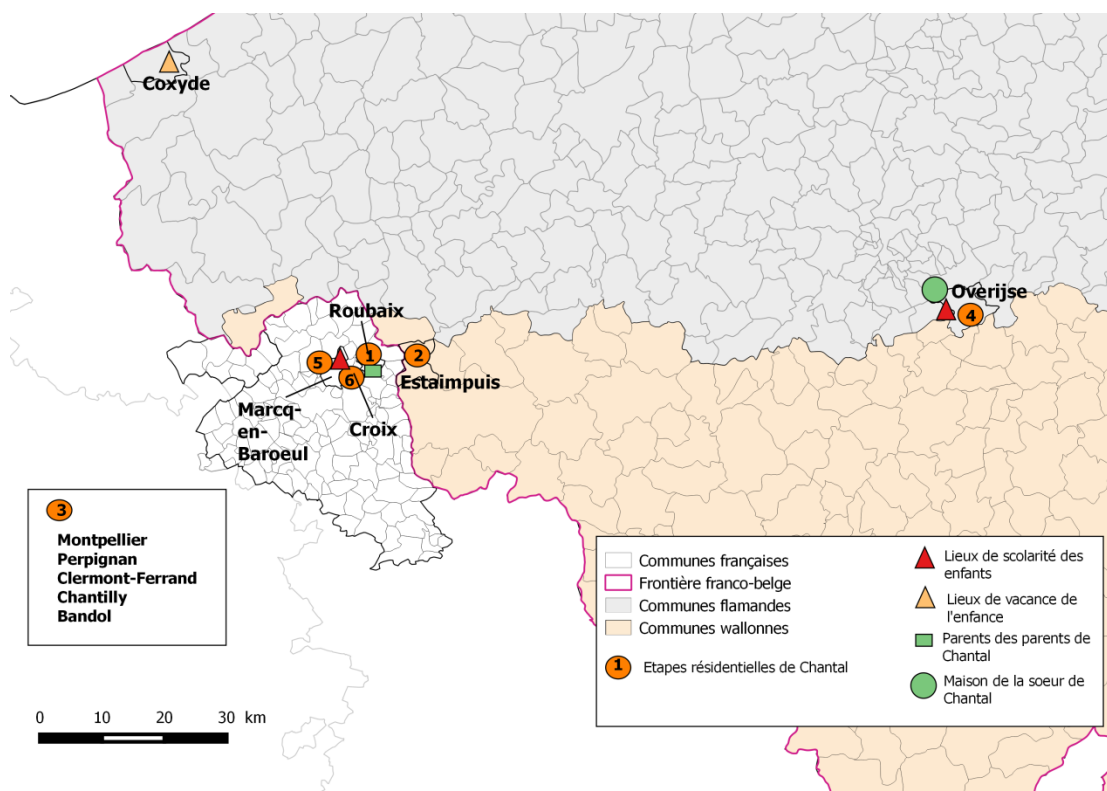 Coxyde
Overijse
4
Roubaix
1
2
5
6
Estaimpuis
Marcq-
en-
Baroeul
Croix
3
Montpellier
Perpignan
Clermont-Ferrand
Chantilly
Bandol
0 10 20 30 km
Communes françaises
Frontière franco-belge
Communes flamandes
Communes wallonnes
1 Etapes résidentielles de Chantal
Lieux de scolarité des
enfants
Lieux de vacance de
l'enfance
Parents des parents de
Chantal
Maison de la soeur de
Chantal